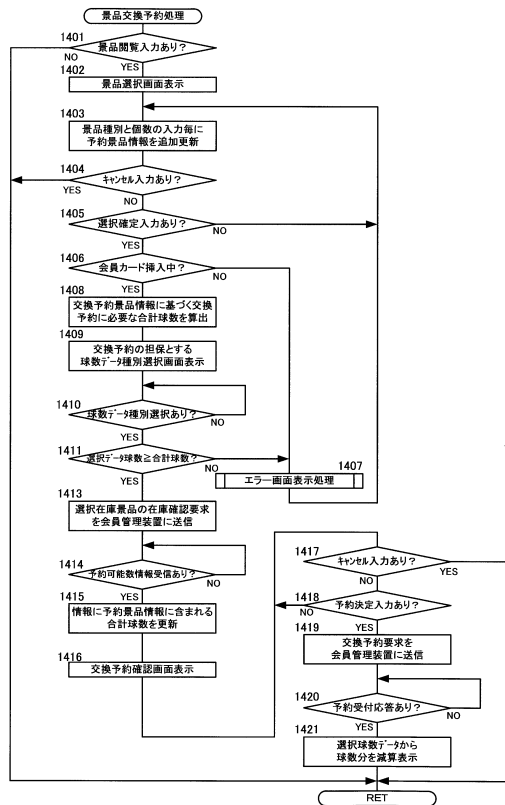 景品交換予約処理
1401
景品閲覧入力あり?
NO
YES
1402
景品選択画面表示
1403
景品種別と個数の入力毎に
予約景品情報を追加更新
1404
キャンセル入力あり?
YES
NO
1405
選択確定入力あり?
NO
YES
1406
会員カード挿入中?
NO
YES
1408
交換予約景品情報に基づく交換
予約に必要な合計球数を算出
1409
交換予約の担保とする
球数データ種別選択画面表示
1410
球数データ種別選択あり?
NO
YES
1411
選択データ球数≧合計球数?
NO
YES
1407
エラー画面表示処理
1413
選択在庫景品の在庫確認要求
を会員管理装置に送信
1414
予約可能数情報受信あり?
NO
YES
1415
情報に予約景品情報に含まれる
合計球数を更新
1416
交換予約確認画面表示
1417
キャンセル入力あり?
YES
NO
1418
予約決定入力あり?
NO
YES
1419
交換予約要求を
会員管理装置に送信
1420
予約受付応答あり?
NO
YES
1421
選択球数データから
球数分を減算表示
RET